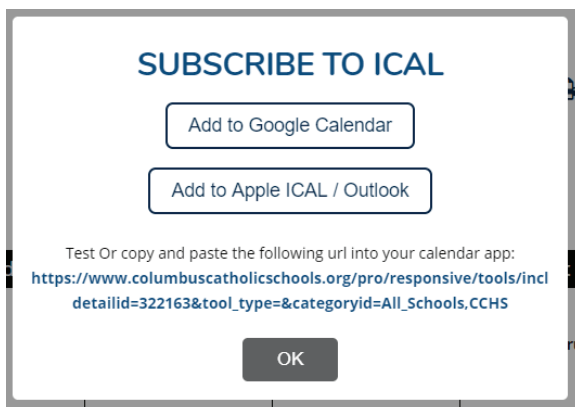 SUBSCRIBE TO ICAL
Add to Google Calendar
Add to Apple ICAL / Outlook
Test Or copy and paste the following url into your calendar app:
https://www.columbuscatholicschools.org/pro/responsive/tools/incl
detailid=322163&tool_type=&categoryid=All_Schools,CCHS
OK